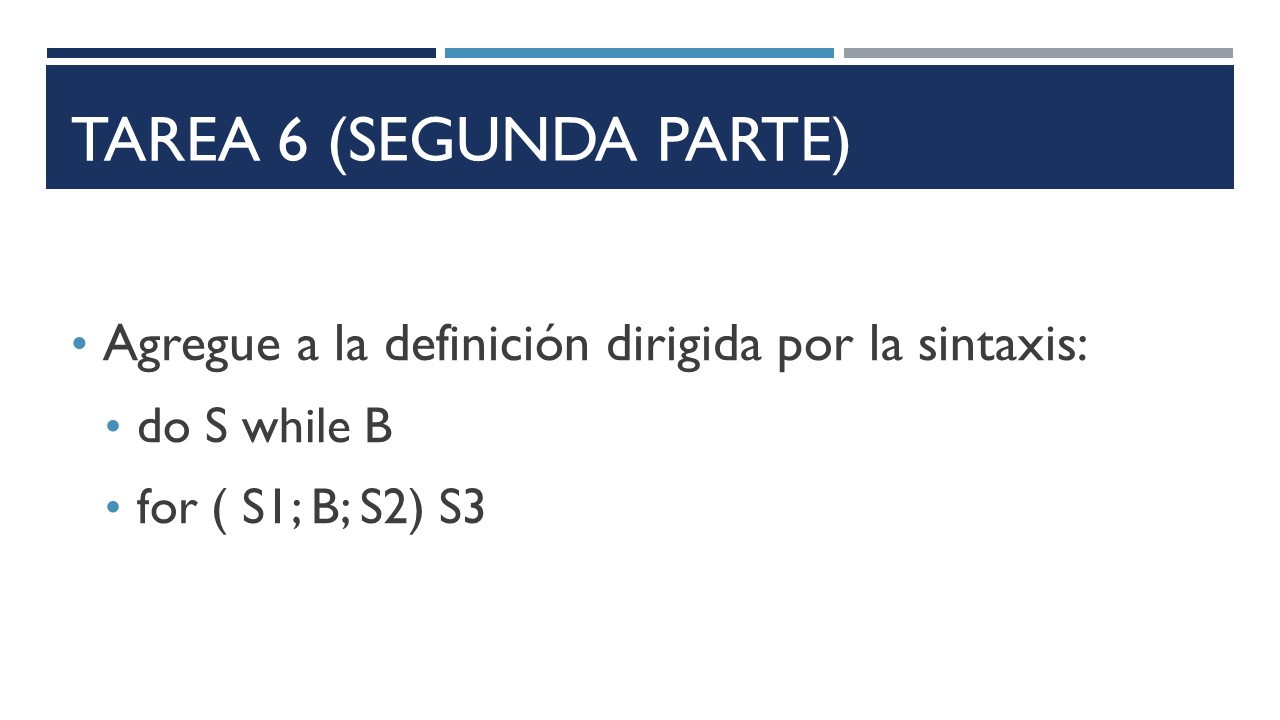 TAREA 6 (SEGUNDA PARTE)
• Agregue a la definición dirigida por la sintaxis:
• do S while B
• for ( S1; B; S2) S3